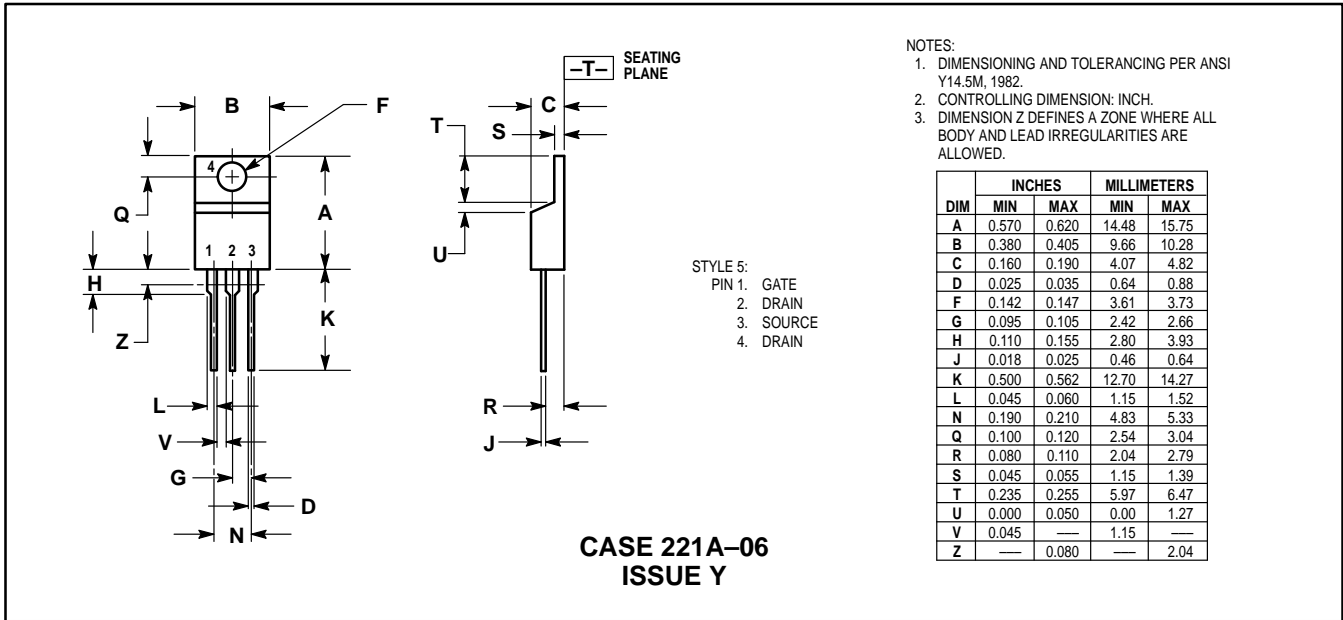 –T– SEATING
PLANE
B
F
C
T
S
4
Q
A
U
1 2 3
H
K
Z
L
R
V
J
G
D
N
STYLE 5:
PIN 1. GATE
2. DRAIN
3. SOURCE
4. DRAIN
CASE 221A–06
ISSUE Y
NOTES:
1. DIMENSIONING AND TOLERANCING PER ANSI
Y14.5M, 1982.
2. CONTROLLING DIMENSION: INCH.
3. DIMENSION Z DEFINES A ZONE WHERE ALL
BODY AND LEAD IRREGULARITIES ARE
ALLOWED.
INCHES MILLIMETERS
DIM MIN MAX MIN MAX
A 0.570 0.620 14.48 15.75
B 0.380 0.405 9.66 10.28
C 0.160 0.190 4.07 4.82
D 0.025 0.035 0.64 0.88
F 0.142 0.147 3.61 3.73
G 0.095 0.105 2.42 2.66
H 0.110 0.155 2.80 3.93
J 0.018 0.025 0.46 0.64
K 0.500 0.562 12.70 14.27
L 0.045 0.060 1.15 1.52
N 0.190 0.210 4.83 5.33
Q 0.100 0.120 2.54 3.04
R 0.080 0.110 2.04 2.79
S 0.045 0.055 1.15 1.39
T 0.235 0.255 5.97 6.47
U 0.000 0.050 0.00 1.27
V 0.045 — 1.15 —
Z — 0.080 — 2.04